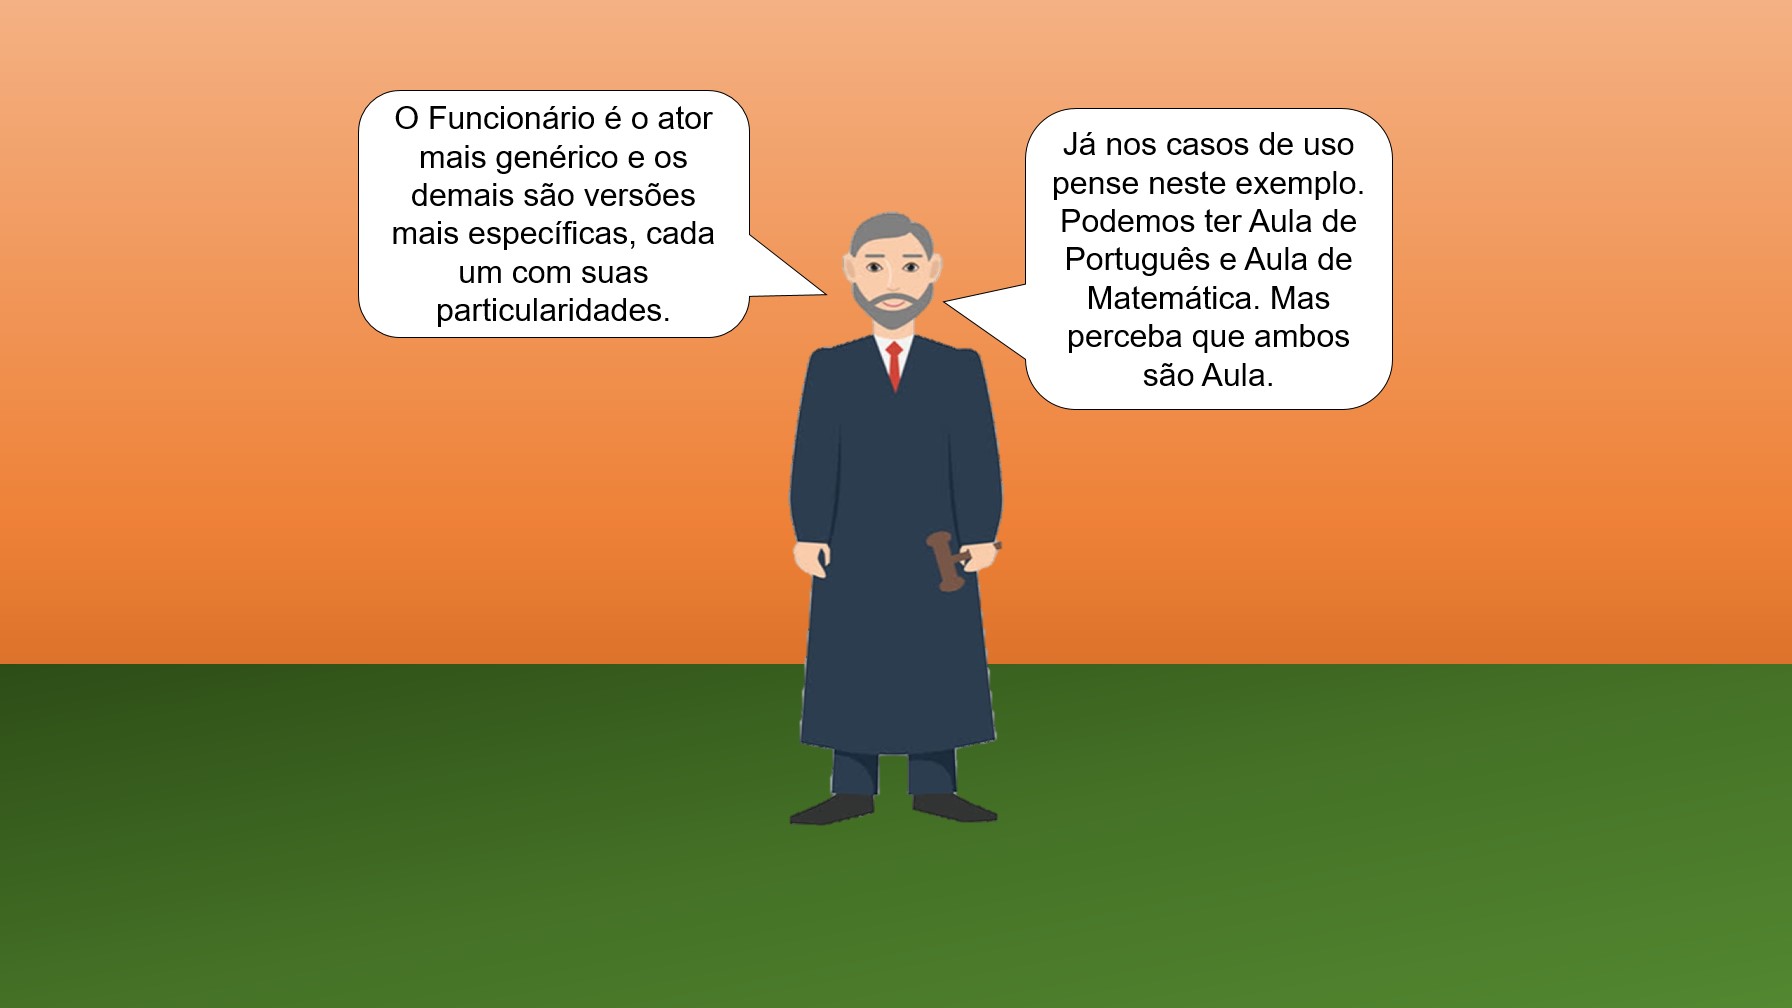 O Funcionário é o ator
mais genérico e os
demais são versões
mais específicas, cada
um com suas
particularidades.
Já nos casos de uso
pense neste exemplo.
Podemos ter Aula de
Português e Aula de
Matemática. Mas
perceba que ambos
são Aula.